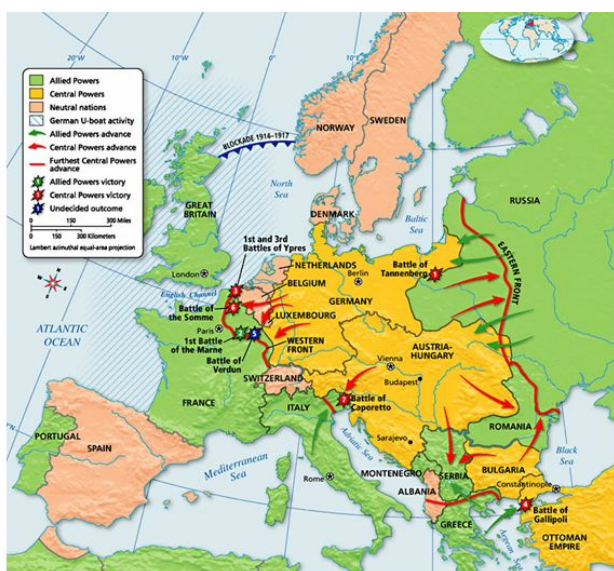 20°W
10°W
0°
10°E
20°E
30°E
Allied Powers
Central Powers
Neutral nations
German U-boat activity
Allied Powers advance
Central Powers advance
Furthest Central Powers
advance
Allied Powers victory
Central Powers victory
Undecided outcome
0 150 300 Miles
0 150 300 Kilometers
Lambert azimuthal equal-area projection
NORWAY
SWEDEN
BLOCKADE 1914–1917
North
Sea
RUSSIA
GREAT
BRITAIN
DENMARK
Baltic
Sea
EASTERN FRONT
1st and 3rd
Battles of Ypres
Battle of
Tannenberg
London
NETHERLANDS
Berlin
BELGIUM
GERMANY
English Channel
Battle of
the Somme
LUXEMBOURG
ATLANTIC
OCEAN
Paris
1st Battle
of the Marne
WESTERN
FRONT
AUSTRIA-
HUNGARY
Battle of
Verdun
Vienna
Budapest
SWITZERLAND
FRANCE
ITALY
Battle of
Caporetto
ROMANIA
PORTUGAL
SPAIN
Sarajevo
Adriatic Sea
Black
Sea
Mediterranean
Sea
MONTENEGRO
SERBIA
BULGARIA
Rome
Constantinople
ALBANIA
Battle of
Gallipoli
GREECE
Aegean
Sea
OTTOMAN
EMPIRE